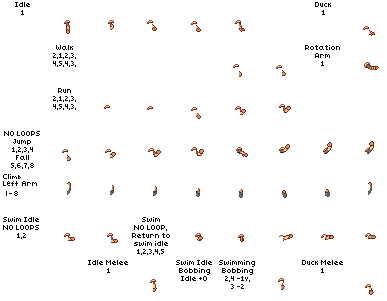 Idle
1
Duck
1
Walk
2,1,2,3,
4,5,4,3,
Rotation
Arm
1
Run
2,1,2,3,
4,5,4,3,
NO LOOPS
Jump
1,2,3,4
Fall
5,6,7,8
Climb
Left Arm
1-8
Swim Idle
NO LOOPS
1,2
Swim
NO LOOP,
Return to
swim idle
1,2,3,4,5
Idle Melee
1
Swim Idle
Bobbing
Idle +0
Swimming
Bobbing
2,4 -1v,
3 -2
Duck Melee
1